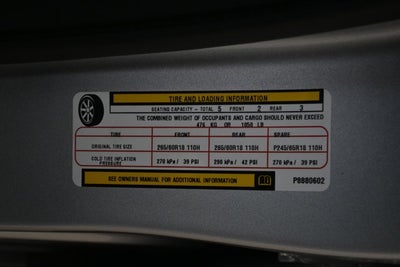 TIRE AND LOADING INFORMATION
SEATING CAPACITY - TOTAL 5 FRONT 2 REAR 3
THE COMBINED WEIGHT OF OCCUPANTS AND CARGO SHOULD NEVER EXCEED
476 KG OR 1050 LB
TIRE FRONT REAR SPARE
ORIGINAL TIRE SIZE 265/60R18 110H 265/60R18 110H P245/65R18 110H
COLD TIRE INFLATION PRESSURE 270 kPa / 39 PSI 290 kPa / 42 PSI 270 kPa / 39 PSI
SEE OWNERS MANUAL FOR ADDITIONAL INFORMATION P8880602